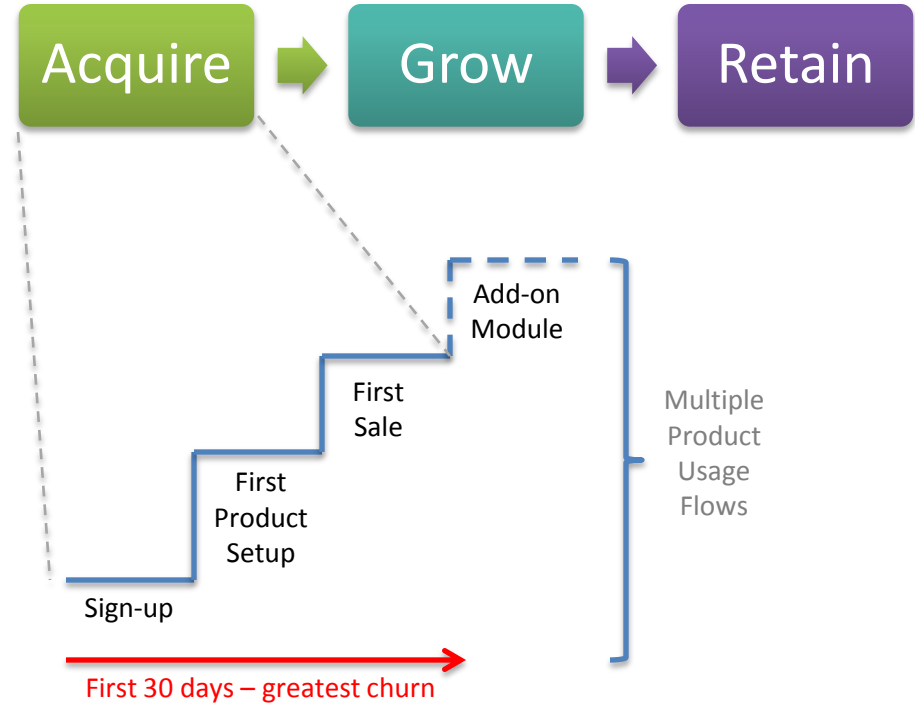 Acquire
Grow
Retain
Add-on
Module
First
Sale
Multiple
Product
Usage
Flows
First
Product
Setup
Sign-up
First 30 days – greatest churn